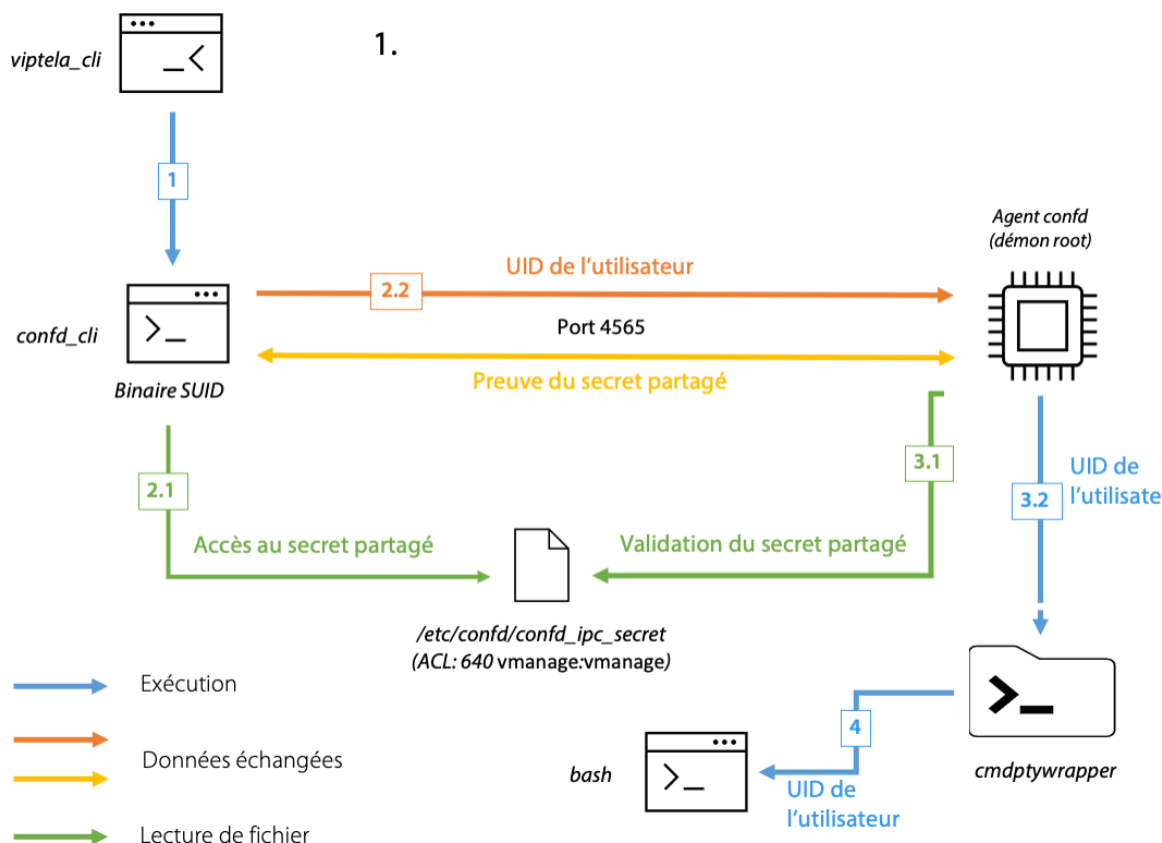 1.
viptela_cli
1
Agent confd
(démon root)
UID de l’utilisateur
2.2
Port 4565
confd_cli
Preuve du secret partagé
Binaire SUID
3.1
UID de
l’utilisate
2.1
3.2
Accès au secret partagé
Validation du secret partagé
/etc/confd/confd_ipc_secret
(ACL: 640 vmanage:vmanage)
Exécution
4
Données échangées
bash
cmdptywrapper
UID de
l’utilisateur
Lecture de fichier